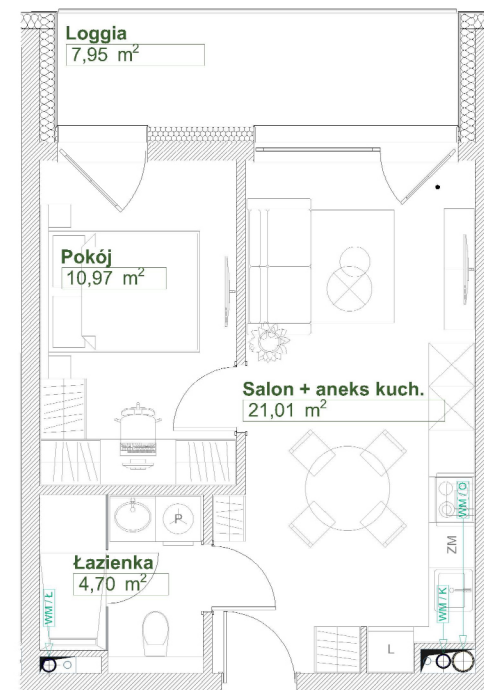 Loggia
7,95 m²
Pokój
10,97 m²
Salon + aneks kuch.
21,01 m²
WM / O
P
ZM
Łazienka
4,70 m²
WM / Ł
WM / K
L